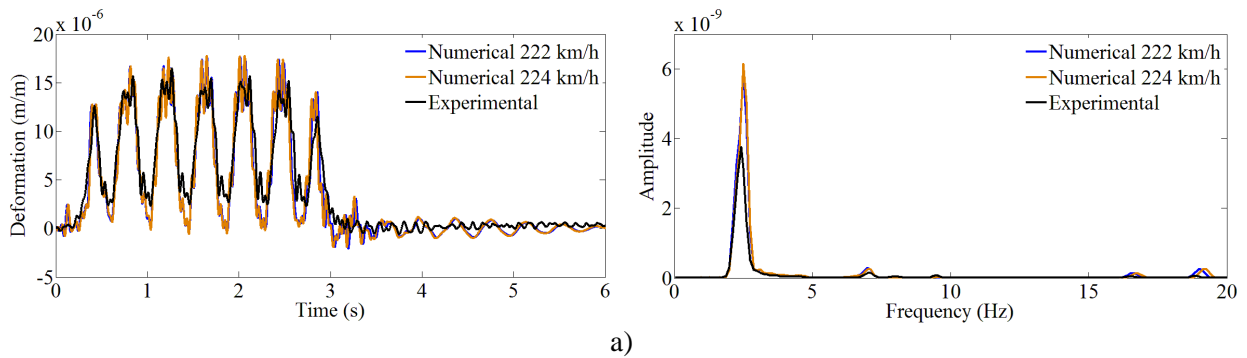 x 10-6
20
15
10
5
0
-5
Deformation (m/m)
0 1 2 3 4 5 6
Time (s)
Numerical 222 km/h
Numerical 224 km/h
Experimental
x 10-9
6
3
0
Amplitude
0 5 10 15 20
Frequency (Hz)
Numerical 222 km/h
Numerical 224 km/h
Experimental
a)